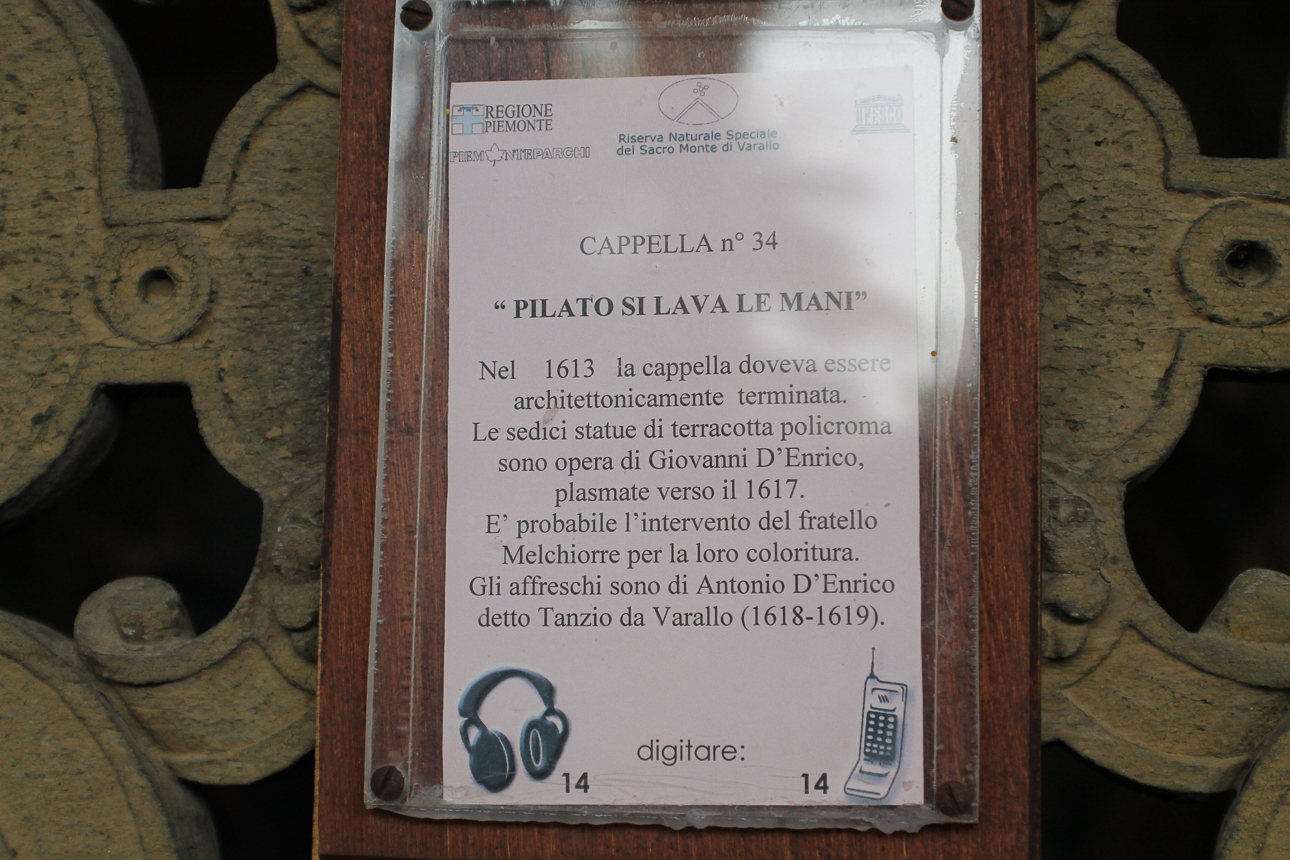 REGIONE
PIEMONTE
PIEMONTEPARCHI
Riserva Naturale Speciale
del Sacro Monte di Varallo
UNESCO
CAPPELLA n° 34
“ PILATO SI LAVA LE MANI”
Nel 1613 la cappella doveva essere
architettonicamente terminata.
Le sedici statue di terracotta policroma
sono opera di Giovanni D’Enrico,
plasmate verso il 1617.
E’ probabile l’intervento del fratello
Melchiorre per la loro coloritura.
Gli affreschi sono di Antonio D’Enrico
detto Tanzio da Varallo (1618-1619).
digitare:
14 14